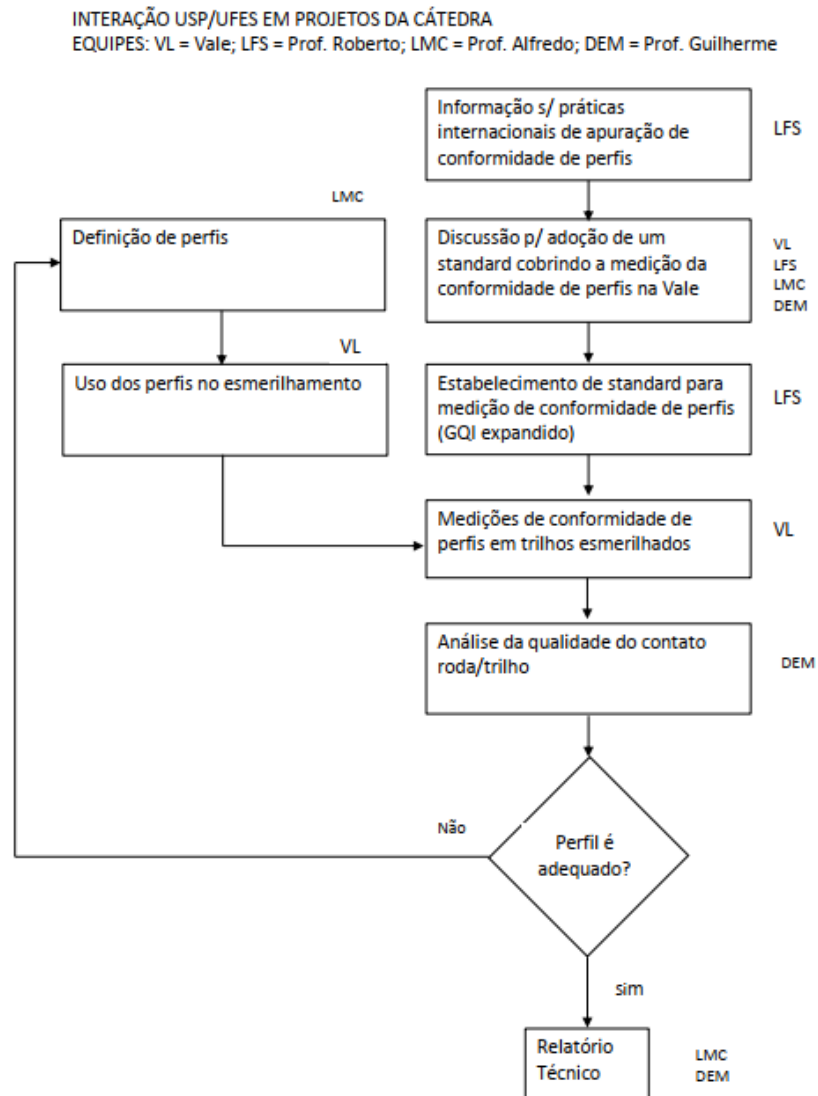 INTERAÇÃO USP/UFES EM PROJETOS DA CÁTEDRA
EQUIPES: VL = Vale; LFS = Prof. Roberto; LMC = Prof. Alfredo; DEM = Prof. Guilherme
Informação s/ práticas
internacionais de apuração de
conformidade de perfis
LFS
LMC
Definição de perfis
Discussão p/ adoção de um
standard cobrindo a medição da
conformidade de perfis na Vale
VL
LFS
LMC
DEM
VL
Uso dos perfis no esmerilhamento
Estabelecimento de standard para
medição de conformidade de perfis
(GQI expandido)
LFS
Medições de conformidade de
perfis em trilhos esmerilhados
VL
Análise da qualidade do contato
roda/trilho
DEM
Não
Perfil é
adequado?
sim
Relatório
Técnico
LMC
DEM